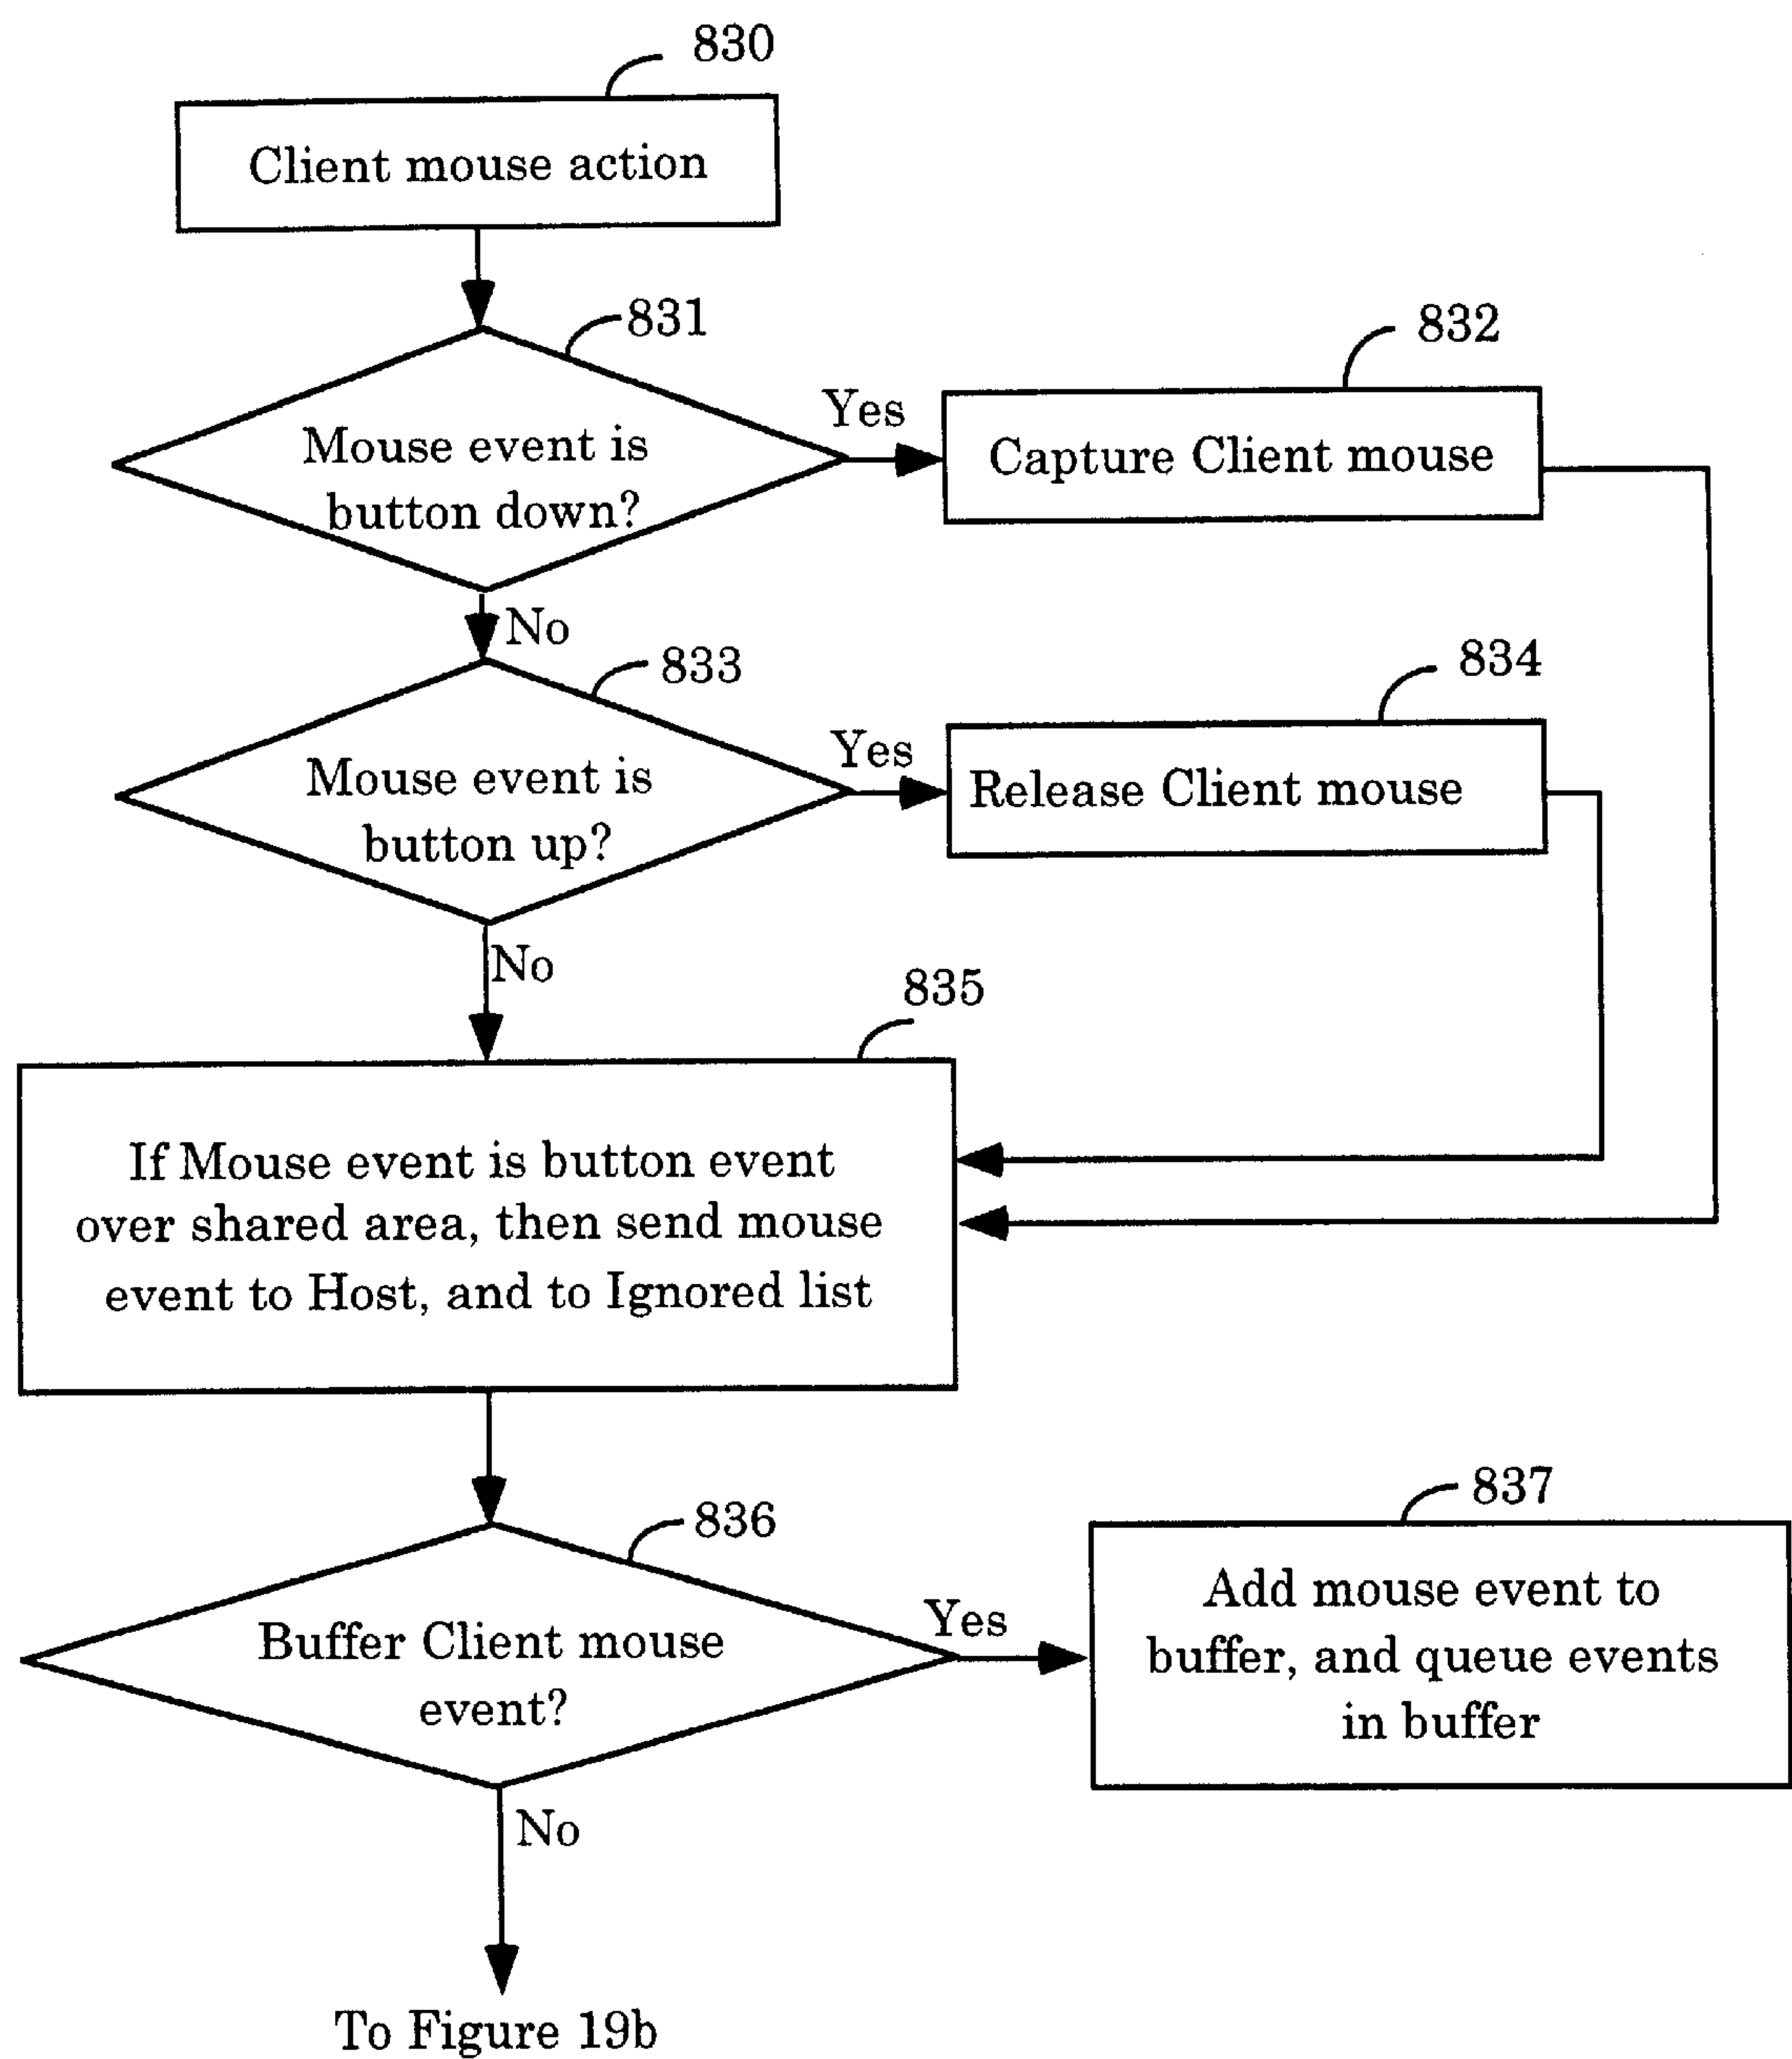 830
Client mouse action
831
Mouse event is
button down?
Yes
832
Capture Client mouse
No
833
Mouse event is
button up?
Yes
834
Release Client mouse
No
835
If Mouse event is button event
over shared area, then send mouse
event to Host, and to Ignored list
836
Buffer Client mouse
event?
Yes
837
Add mouse event to
buffer, and queue events
in buffer
No
To Figure 19b